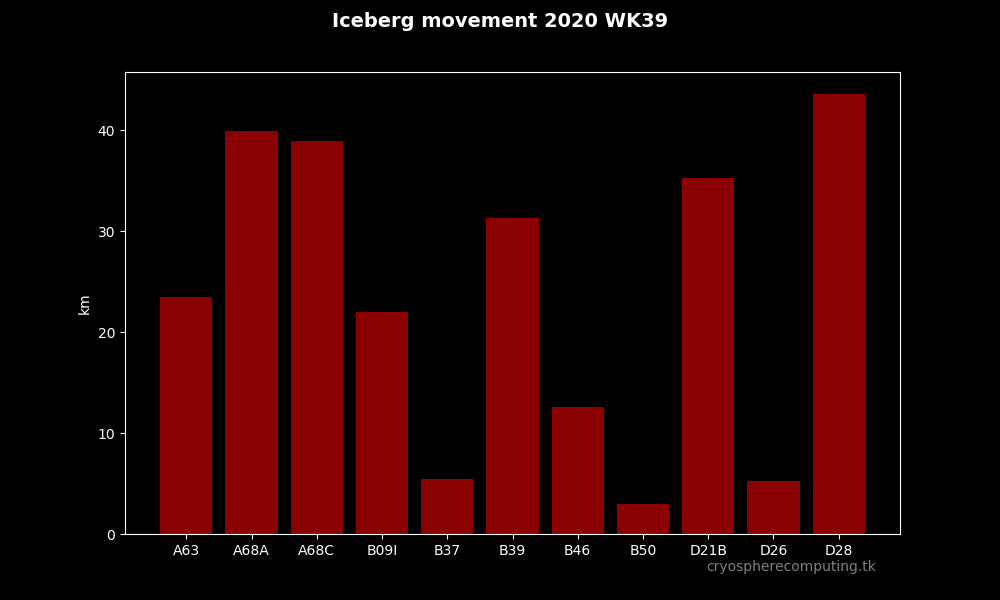 Iceberg movement 2020 WK39
km
40
30
20
10
0
A63 A68A A68C B09I B37 B39 B46 B50 D21B D26 D28
cryospherecomputing.tk